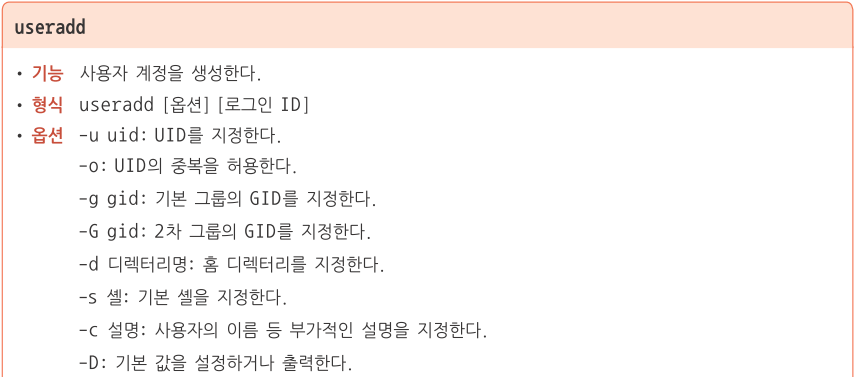 useradd
• 기능 사용자 계정을 생성한다.
• 형식 useradd [옵션] [로그인 ID]
• 옵션 -u uid: UID를 지정한다.
-o: UID의 중복을 허용한다.
-g gid: 기본 그룹의 GID를 지정한다.
-G gid: 2차 그룹의 GID를 지정한다.
-d 디렉터리명: 홈 디렉터리를 지정한다.
-s 셸: 기본 셸을 지정한다.
-c 설명: 사용자의 이름 등 부가적인 설명을 지정한다.
-D: 기본 값을 설정하거나 출력한다.